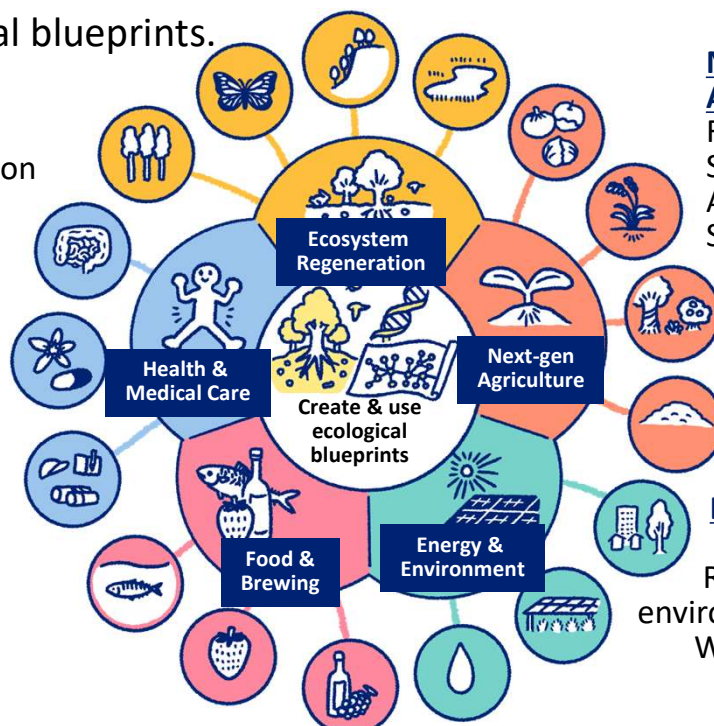 al blueprints.
on
Ecosystem
Regeneration
Health &
Medical Care
Next-gen
Agriculture
Create & use
ecological
blueprints
Food &
Brewing
Energy &
Environment
N
A
F
S
A
S
R
enviro
W